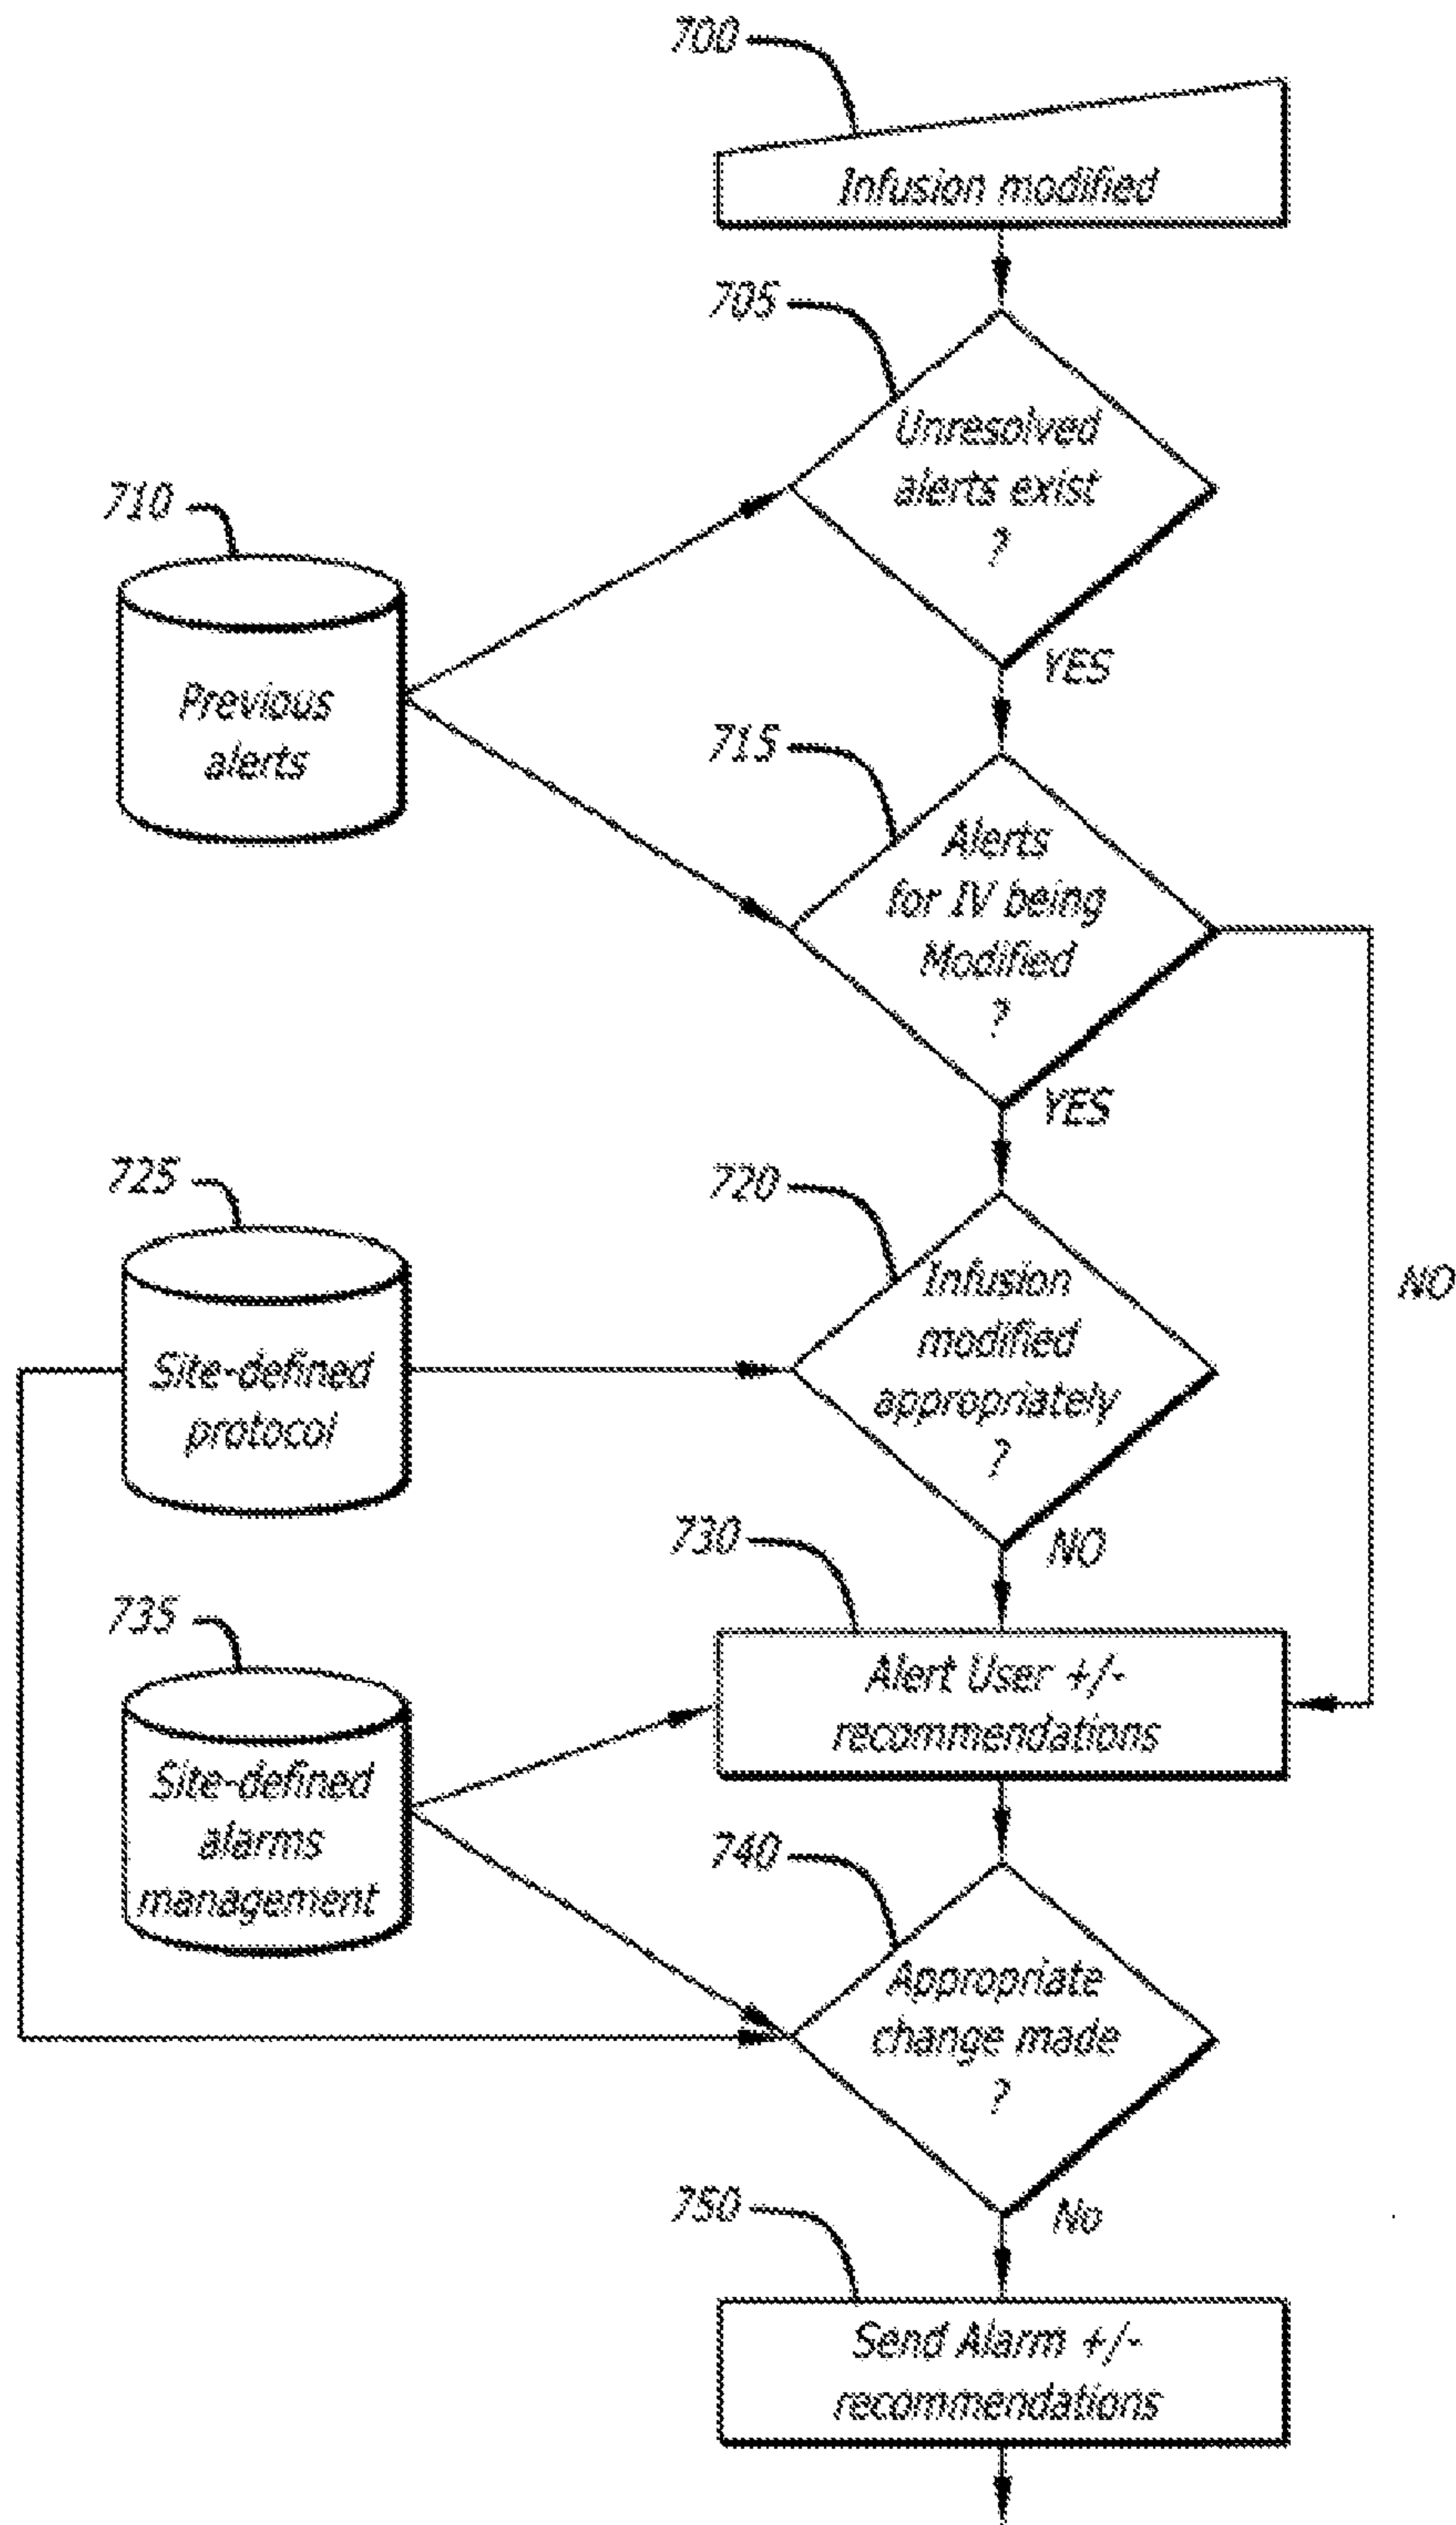 700
Infusion modified
705
Unresolved
alerts exist
?
YES
710
Previous
alerts
715
Alerts
for IV being
Modified
?
YES
NO
725
Site-defined
protocol
720
Infusion
modified
appropriately
?
NO
730
Alert User +/-
recommendations
735
Site-defined
alarms
management
740
Appropriate
change made
?
No
750
Send Alarm +/-
recommendations